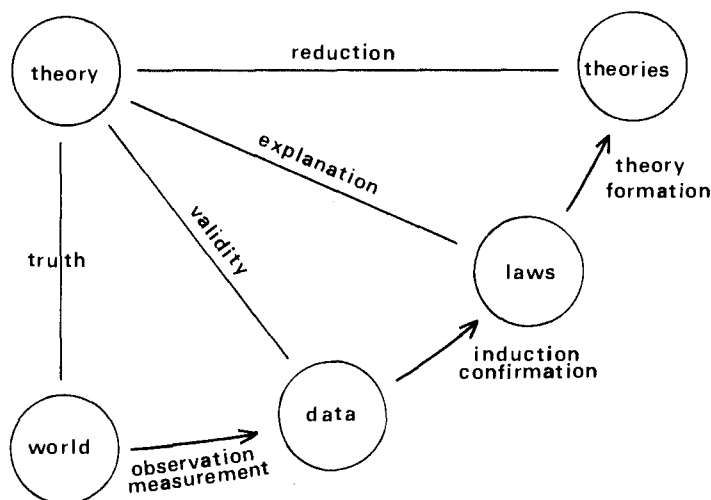 reduction
theory
theories
explanation
theory
formation
validity
truth
laws
induction
confirmation
data
world
observation
measurement